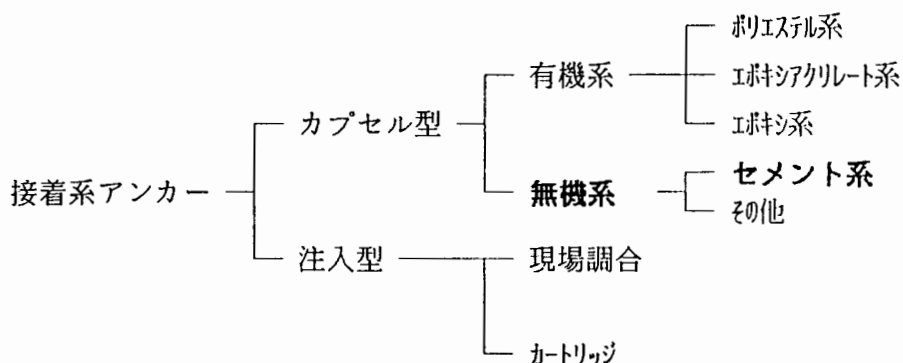 ポリエステル系
有機系
エポキシアクリレート系
カプセル型
エポキシ系
接着系アンカー
無機系
セメント系
その他
注入型
現場調合
カートリッジ